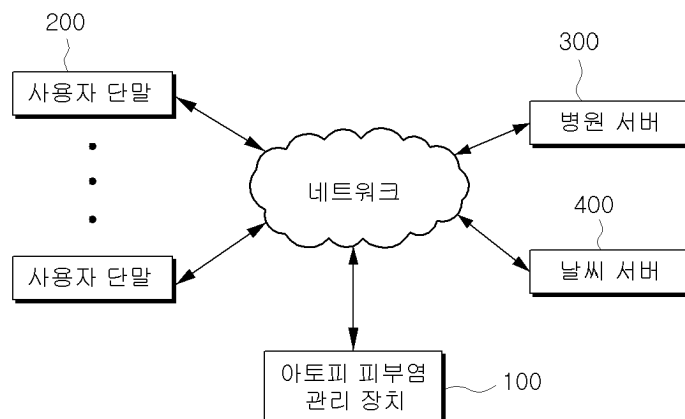 200
사용자 단말
300
병원 서버
네트워크
400
날씨 서버
사용자 단말
아토피 피부염
관리 장치
100